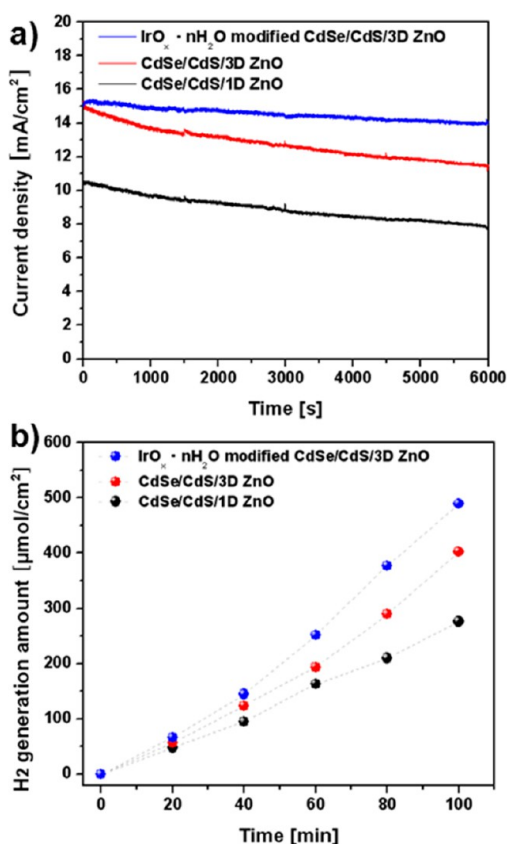 a)
IrOₓ - nH₂O modified CdSe/CdS/3D ZnO
CdSe/CdS/3D ZnO
CdSe/CdS/1D ZnO
Current density [mA/cm²]
20
18
16
14
12
10
8
6
4
2
0
0 1000 2000 3000 4000 5000 6000
Time [s]
b)
IrOₓ - nH₂O modified CdSe/CdS/3D ZnO
CdSe/CdS/3D ZnO
CdSe/CdS/1D ZnO
H2 generation amount [μmol/cm²]
600
500
400
300
200
100
0
0 20 40 60 80 100
Time [min]